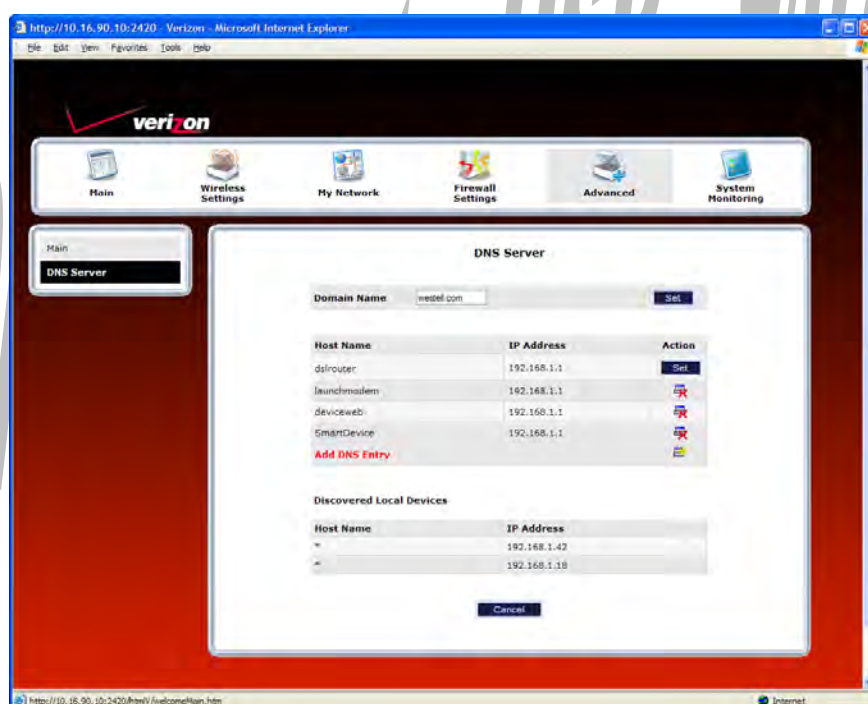 http://10.16.90.10:2420 - Verizon - Microsoft Internet Explorer
File Edit View Favorites Tools Help
verizon
Main
Wireless Settings
My Network
Firewall Settings
Advanced
System Monitoring
Main
DNS Server
DNS Server
Domain Name westell.com Set
Host Name IP Address Action
dslrouter 192.168.1.1 Set
launchmodem 192.168.1.1
deviceweb 192.168.1.1
SmartDevice 192.168.1.1
Add DNS Entry
Discovered Local Devices
Host Name IP Address
* 192.168.1.42
* 192.168.1.18
Cancel
http://10.16.90.10:2420/htmlV/welcomeMain.htm Internet